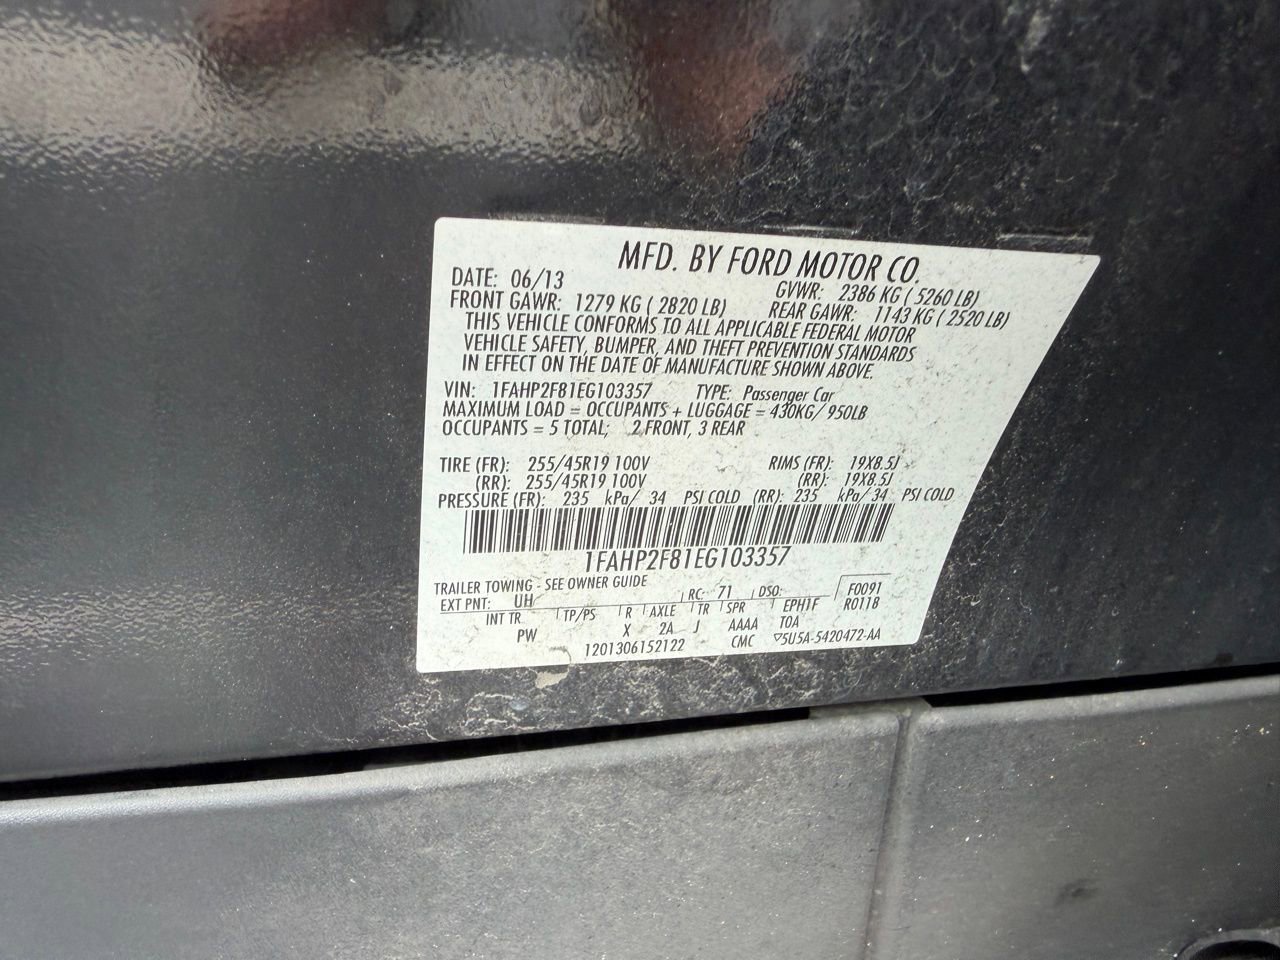 MFD. BY FORD MOTOR CO.
DATE: 06/13 GVWR: 2386 KG ( 5260 LB)
FRONT GAWR: 1279 KG ( 2820 LB) REAR GAWR: 1143 KG ( 2520 LB)
THIS VEHICLE CONFORMS TO ALL APPLICABLE FEDERAL MOTOR
VEHICLE SAFETY, BUMPER, AND THEFT PREVENTION STANDARDS
IN EFFECT ON THE DATE OF MANUFACTURE SHOWN ABOVE.
VIN: 1FAHP2F81EG103357 TYPE: Passenger Car
MAXIMUM LOAD = OCCUPANTS + LUGGAGE = 430KG/ 950LB
OCCUPANTS = 5 TOTAL; 2 FRONT, 3 REAR
TIRE (FR): 255/45R19 100V RIMS (FR): 19X8.5J
(RR): 255/45R19 100V (RR): 19X8.5J
PRESSURE (FR): 235 kPa/ 34 PSI COLD (RR): 235 kPa/ 34 PSI COLD
1FAHP2F81EG103357
TRAILER TOWING - SEE OWNER GUIDE
EXT PNT: UH RC: 71 DSO: F0091
INT TR TP/PS R AXLE TR SPR EPH1F R0118
PW X 2A J AAAA TOA
1201306152122 CMC ▽5U5A-5420472-AA